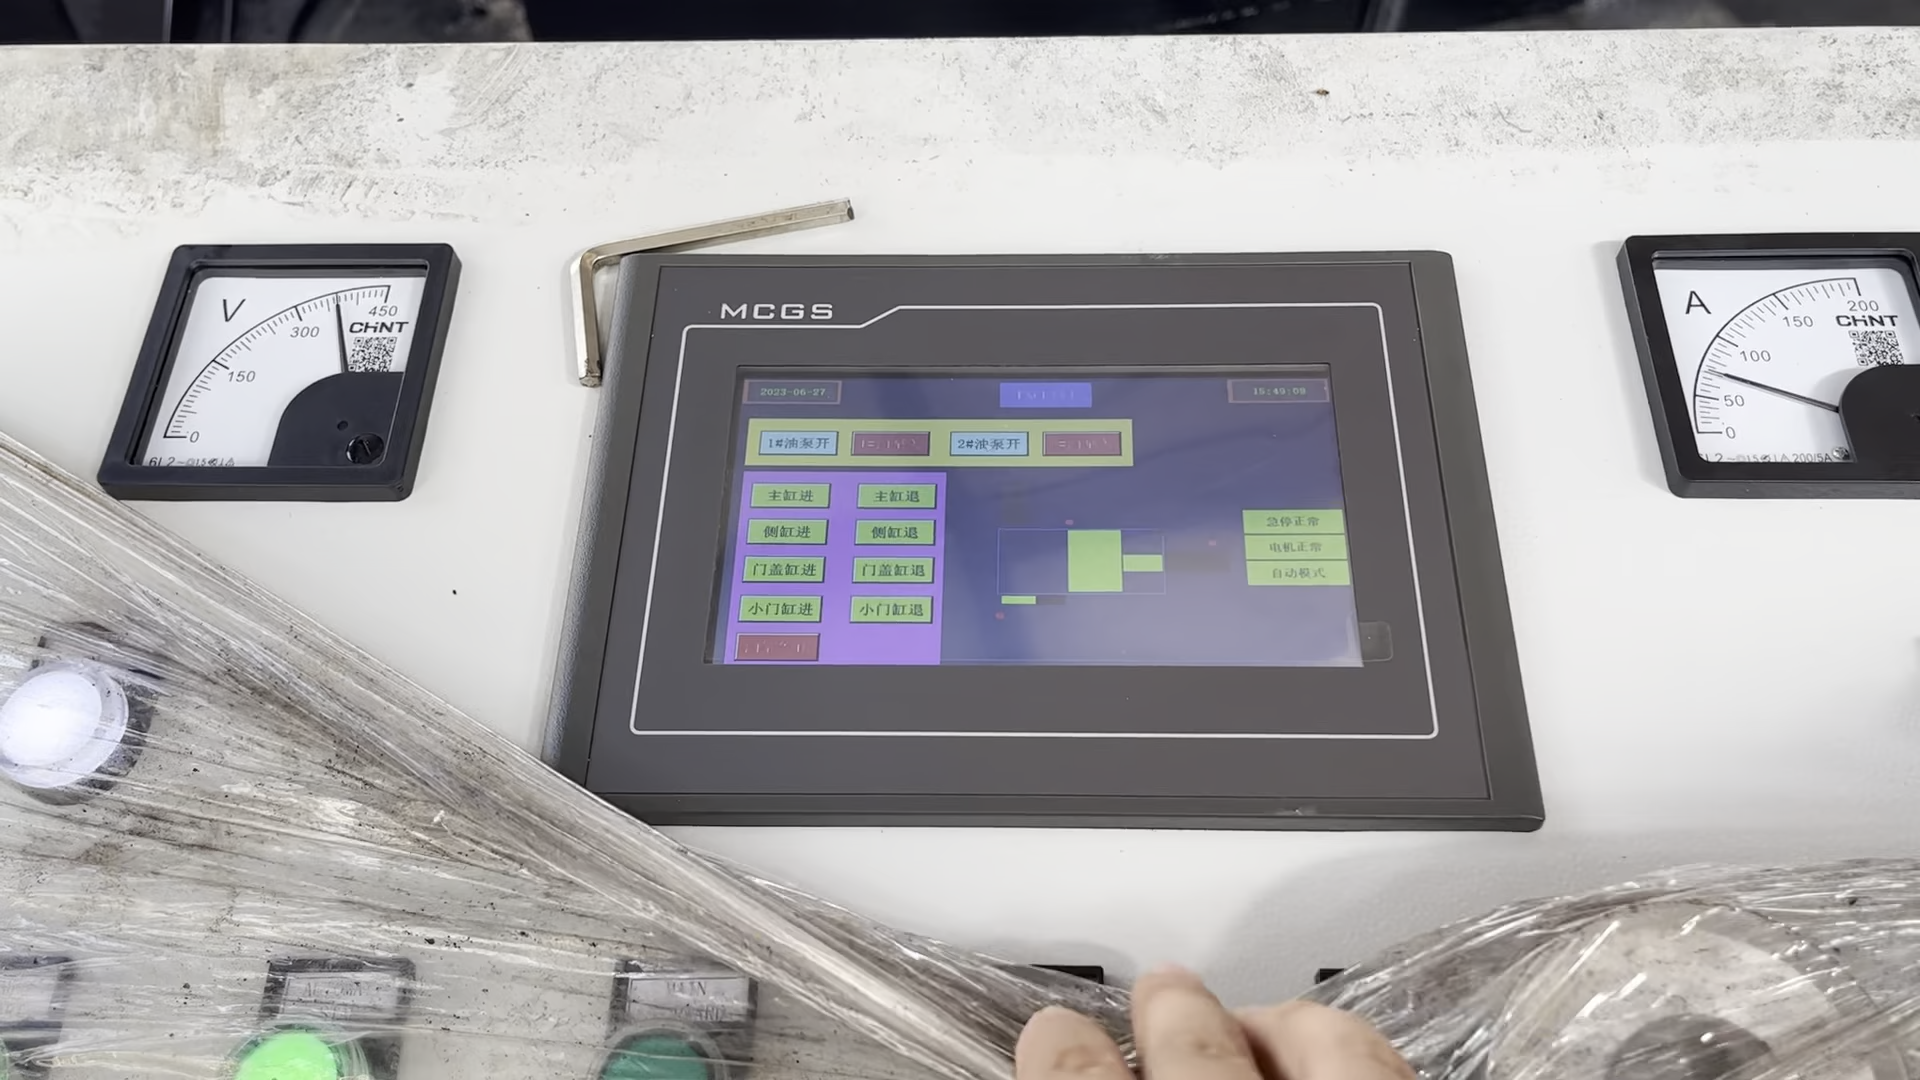 V
450
300
150
0
CHNT
MCGS
2023-06-27
15:49:09
1#油泵开
2#油泵开
主缸进
主缸退
侧缸进
侧缸退
门盖缸进
门盖缸退
小门缸进
小门缸退
急停正常
电机正常
自动模式
A
200
150
100
50
0
CHNT
200/5A
MAIN